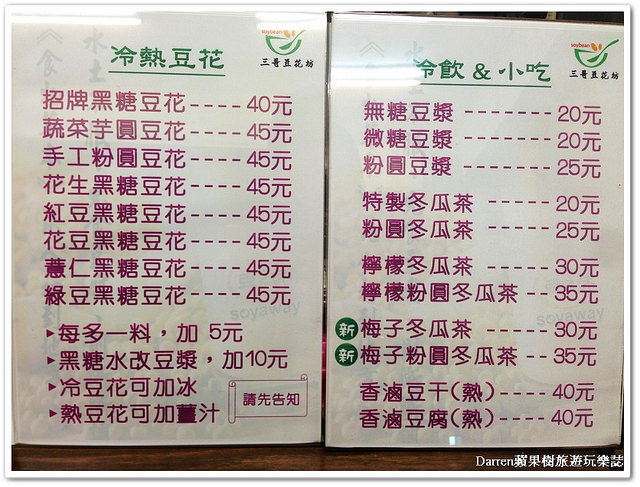 冷熱豆花
soybean
三哥豆花坊
招牌黑糖豆花----40元
蔬菜芋圓豆花----45元
手工粉圓豆花----45元
花生黑糖豆花----45元
紅豆黑糖豆花----45元
花豆黑糖豆花----45元
薏仁黑糖豆花----45元
綠豆黑糖豆花----45元
▸每多一料，加 5元
▸黑糖水改豆漿，加10元
▸冷豆花可加冰
▸熱豆花可加薑汁
請先告知
soyaway
冷飲 & 小吃
soybean
三哥豆花坊
無糖豆漿-------20元
微糖豆漿-------20元
粉圓豆漿-------25元
特製冬瓜茶-----20元
粉圓冬瓜茶-----25元
檸檬冬瓜茶-----30元
檸檬粉圓冬瓜茶--35元
新 梅子冬瓜茶-----30元
新 梅子粉圓冬瓜茶--35元
香滷豆干(熱)----40元
香滷豆腐(熱)----40元
soyaway
Darren蘋果樹旅遊玩樂誌